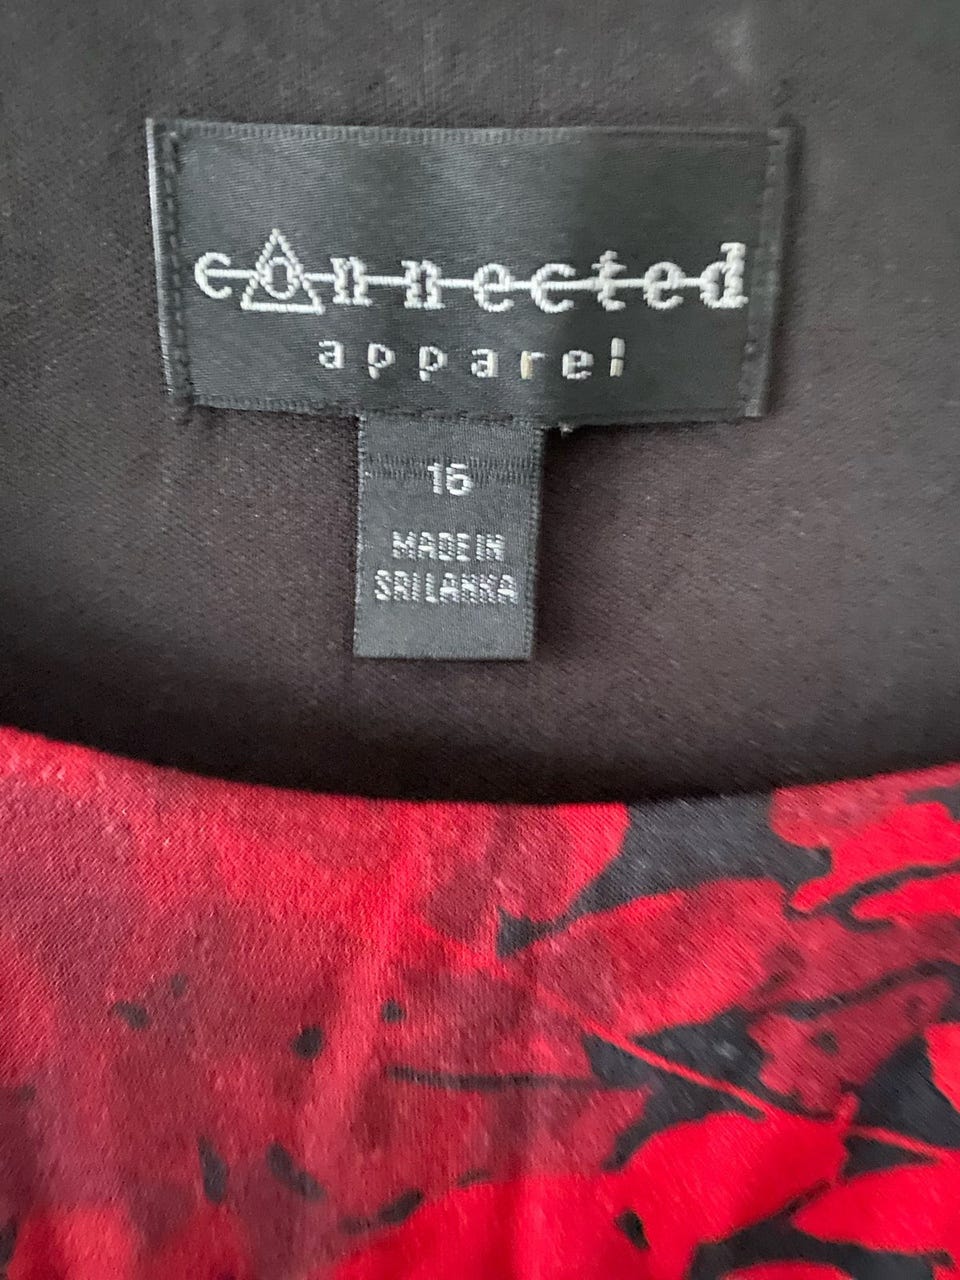 connected
apparel
16
MADE IN
SRI LANKA